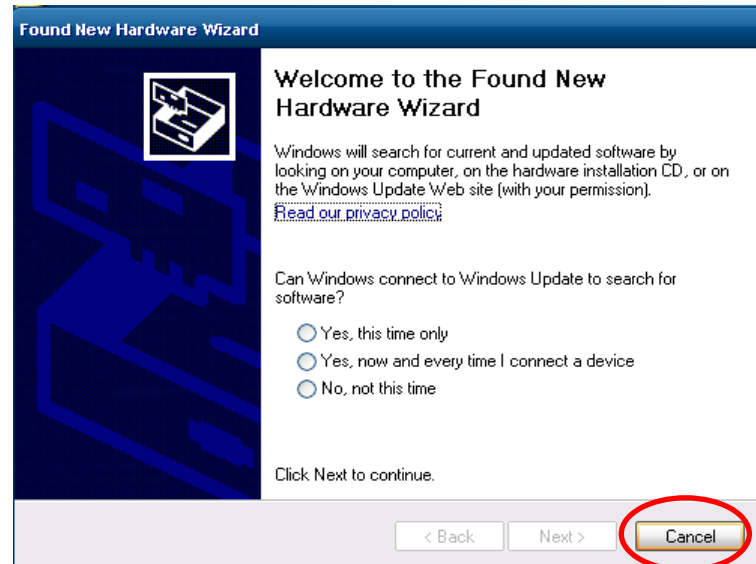 Found New Hardware Wizard
Welcome to the Found New
Hardware Wizard
Windows will search for current and updated software by
looking on your computer, on the hardware installation CD, or on
the Windows Update Web site (with your permission).
Read our privacy policy
Can Windows connect to Windows Update to search for
software?
Yes, this time only
Yes, now and every time I connect a device
No, not this time
Click Next to continue.
< Back Next > Cancel